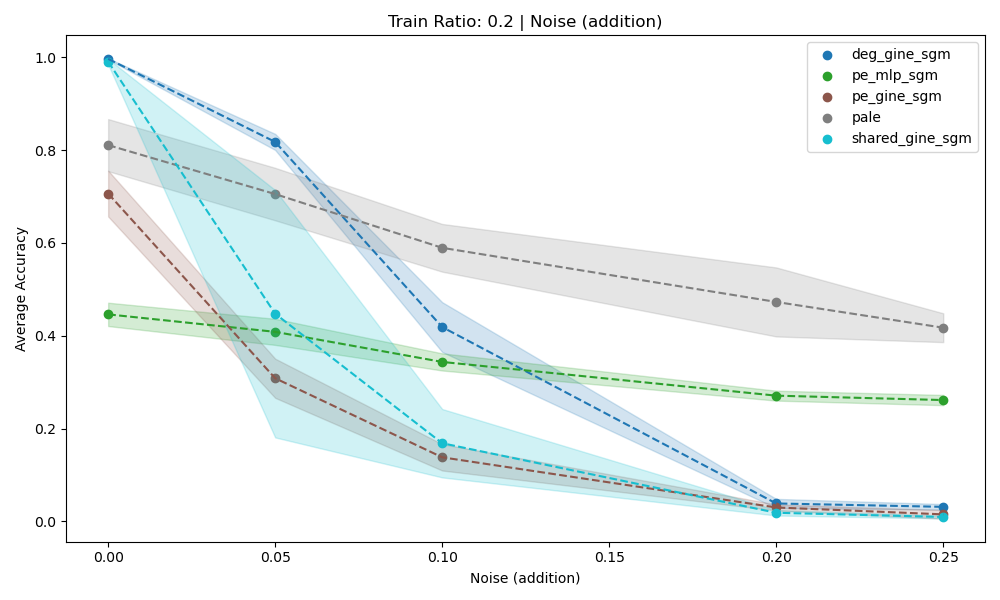 Train Ratio: 0.2 | Noise (addition)
deg_gine_sgm
pe_mlp_sgm
pe_gine_sgm
pale
shared_gine_sgm
Average Accuracy
1.0
0.8
0.6
0.4
0.2
0.0
0.00
0.05
0.10
0.15
0.20
0.25
Noise (addition)